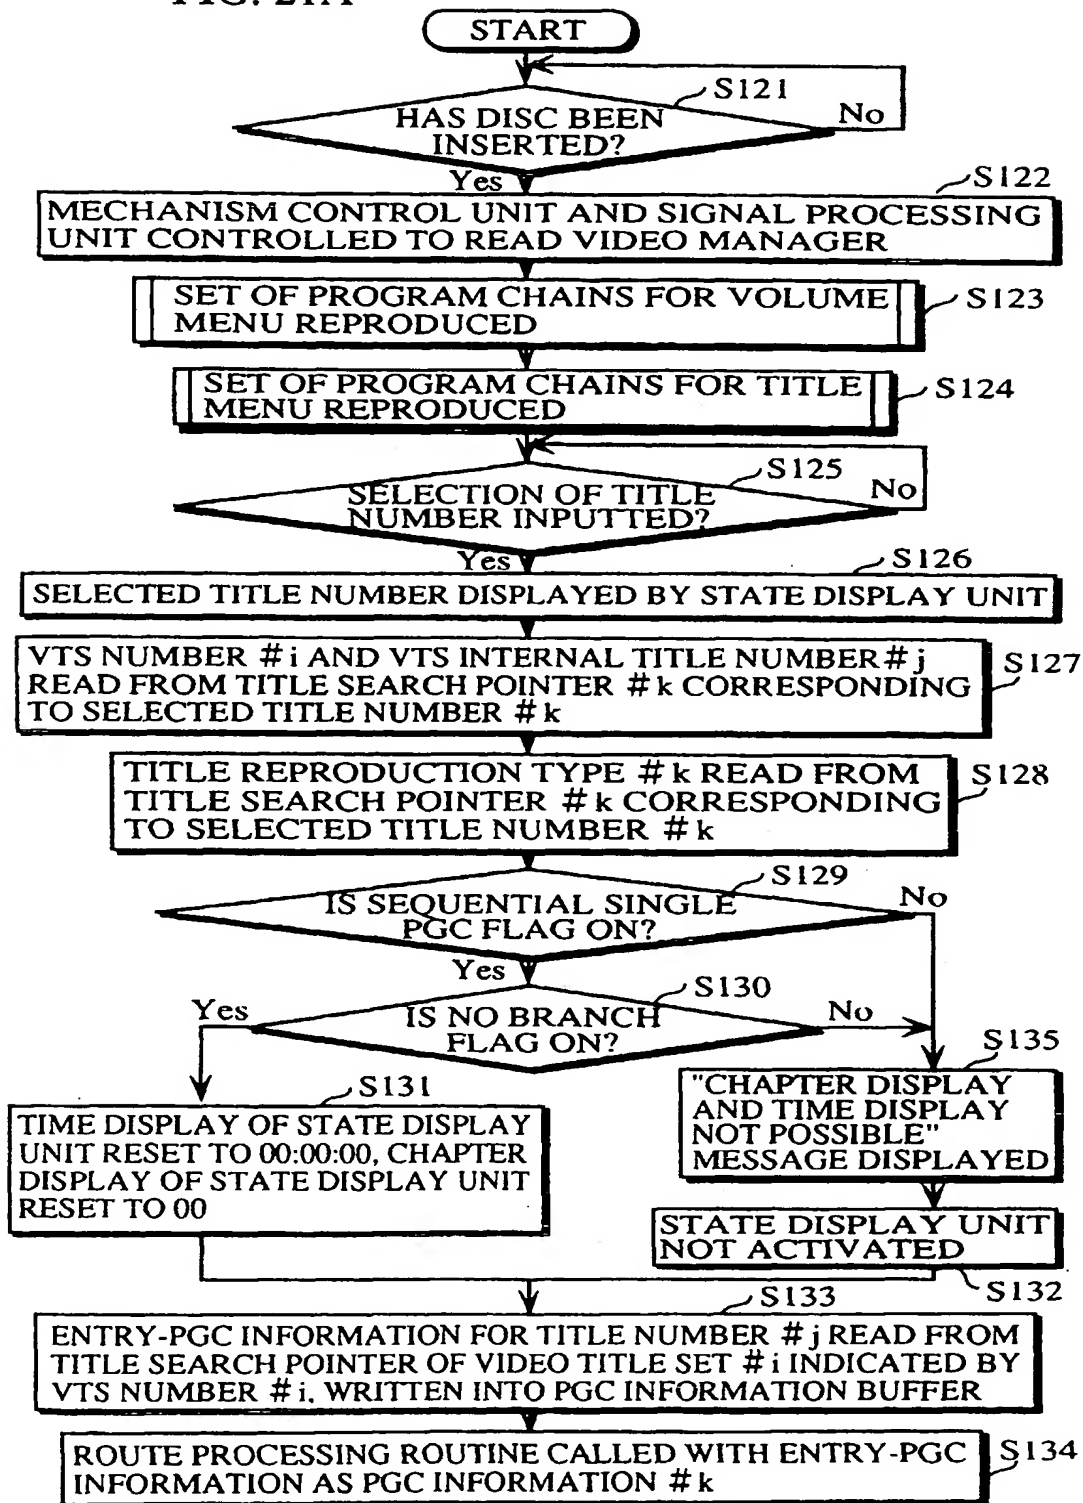 FIG. 21A
START
S121
HAS DISC BEEN
INSERTED?
No
Yes
S122
MECHANISM CONTROL UNIT AND SIGNAL PROCESSING
UNIT CONTROLLED TO READ VIDEO MANAGER
SET OF PROGRAM CHAINS FOR VOLUME
MENU REPRODUCED
S123
SET OF PROGRAM CHAINS FOR TITLE
MENU REPRODUCED
S124
S125
SELECTION OF TITLE
NUMBER INPUTTED?
No
Yes
S126
SELECTED TITLE NUMBER DISPLAYED BY STATE DISPLAY UNIT
VTS NUMBER #i AND VTS INTERNAL TITLE NUMBER#j
READ FROM TITLE SEARCH POINTER #k CORRESPONDING
TO SELECTED TITLE NUMBER #k
S127
TITLE REPRODUCTION TYPE #k READ FROM
TITLE SEARCH POINTER #k CORRESPONDING
TO SELECTED TITLE NUMBER #k
S128
S129
IS SEQUENTIAL SINGLE
PGC FLAG ON?
No
Yes
S130
IS NO BRANCH
FLAG ON?
Yes
No
S131
TIME DISPLAY OF STATE DISPLAY
UNIT RESET TO 00:00:00, CHAPTER
DISPLAY OF STATE DISPLAY UNIT
RESET TO 00
S135
"CHAPTER DISPLAY
AND TIME DISPLAY
NOT POSSIBLE"
MESSAGE DISPLAYED
STATE DISPLAY UNIT
NOT ACTIVATED
S132
S133
ENTRY-PGC INFORMATION FOR TITLE NUMBER #j READ FROM
TITLE SEARCH POINTER OF VIDEO TITLE SET #i INDICATED BY
VTS NUMBER #i, WRITTEN INTO PGC INFORMATION BUFFER
ROUTE PROCESSING ROUTINE CALLED WITH ENTRY-PGC
INFORMATION AS PGC INFORMATION #k
S134